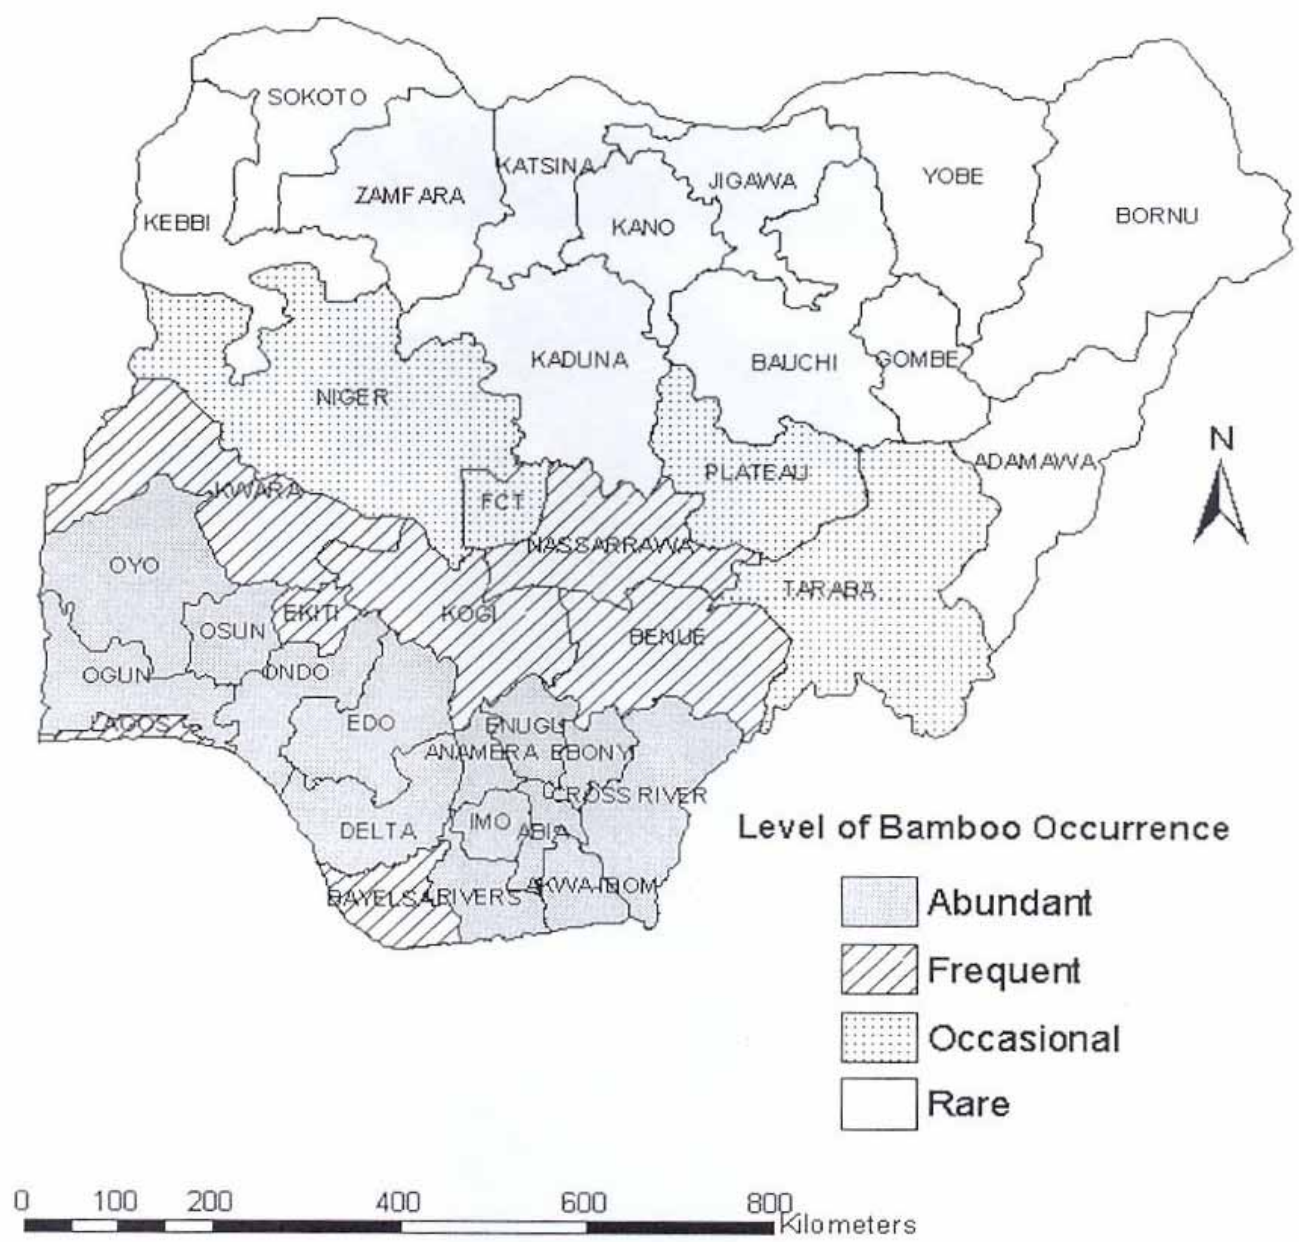 SOKOTO
ZAMFARA
KATSINA
JIGAWA
YOBE
BORNU
KEBBI
KANO
KADUNA
BAUCHI
GOMBE
NIGER
ADAMAWA
N
PLATEAU
KWARA
FCT
NASSARRAWA
OYO
TARABA
EKITI
KOGI
OSUN
BENUE
OGUN
ONDO
LAGOS
EDO
ENUGU
ANAMBRA
EBONYI
CROSS RIVER
IMO
ABIA
DELTA
BAYELSA
RIVERS
AKWA IBOM
Level of Bamboo Occurrence
Abundant
Frequent
Occasional
Rare
0 100 200 400 600 800
Kilometers